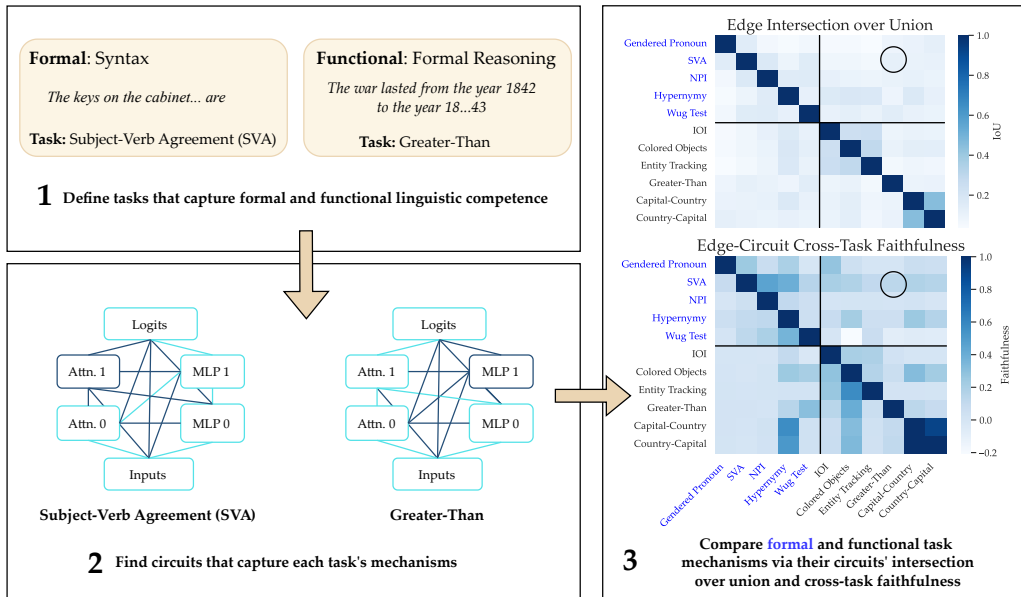 Formal: Syntax
The keys on the cabinet... are
Task: Subject-Verb Agreement (SVA)
Functional: Formal Reasoning
The war lasted from the year 1842
to the year 18...43
Task: Greater-Than
1 Define tasks that capture formal and functional linguistic competence
Logits
Attn. 1
MLP 1
Attn. 0
MLP 0
Inputs
Subject-Verb Agreement (SVA)
Logits
Attn. 1
MLP 1
Attn. 0
MLP 0
Inputs
Greater-Than
2 Find circuits that capture each task's mechanisms
Edge Intersection over Union
Gendered Pronoun
SVA
NPI
Hypernymy
Wug Test
IOI
Colored Objects
Entity Tracking
Greater-Than
Capital-Country
Country-Capital
1.0
0.8
0.6
0.4
0.2
IoU
Edge-Circuit Cross-Task Faithfulness
Gendered Pronoun
SVA
NPI
Hypernymy
Wug Test
IOI
Colored Objects
Entity Tracking
Greater-Than
Capital-Country
Country-Capital
Gendered Pronoun
SVA
NPI
Hypernymy
Wug Test
IOI
Colored Objects
Entity Tracking
Greater-Than
Capital-Country
Country-Capital
1.0
0.8
0.6
0.4
0.2
0.0
−0.2
Faithfulness
3 Compare formal and functional task
mechanisms via their circuits' intersection
over union and cross-task faithfulness